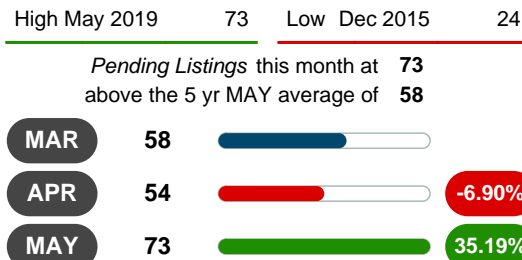 High May 2019 73 Low Dec 2015 24
Pending Listings this month at 73
above the 5 yr MAY average of 58
MAR 58
APR 54 -6.90%
MAY 73 35.19%